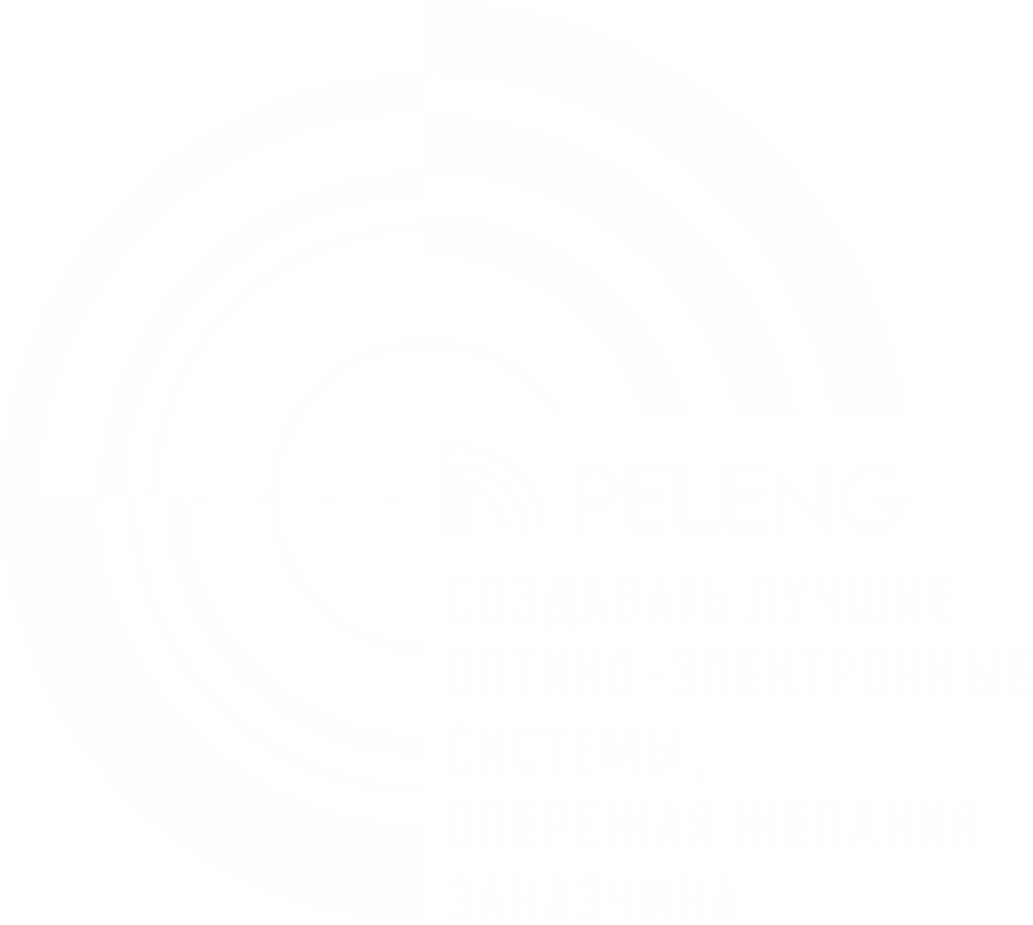 PELENG
СОЗДАВАТЬ ЛУЧШИЕ
ОПТИКО-ЭЛЕКТРОННЫЕ
СИСТЕМЫ,
ОПЕРЕЖАЯ ЖЕЛАНИЯ
ЗАКАЗЧИКА